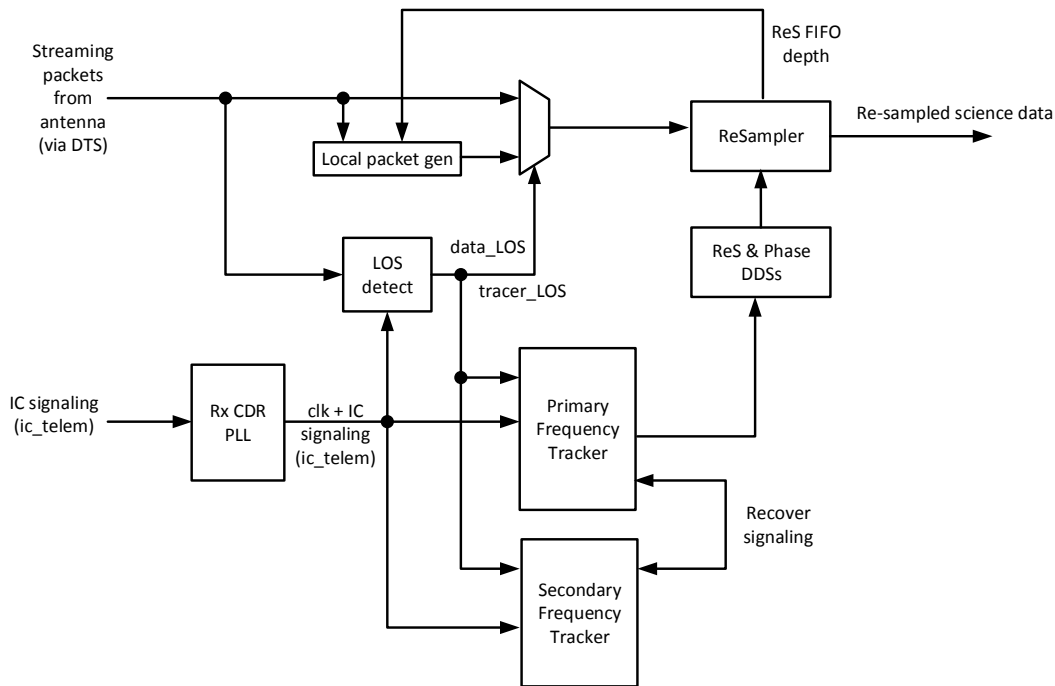 ReS FIFO
depth
Streaming
packets
from
antenna
(via DTS)
Re-sampled science data
ReSampler
Local packet gen
data_LOS
tracer_LOS
LOS
detect
ReS & Phase
DDSs
IC signaling
(ic_telem)
Rx CDR
PLL
clk + IC
signaling
(ic_telem)
Primary
Frequency
Tracker
Recover
signaling
Secondary
Frequency
Tracker